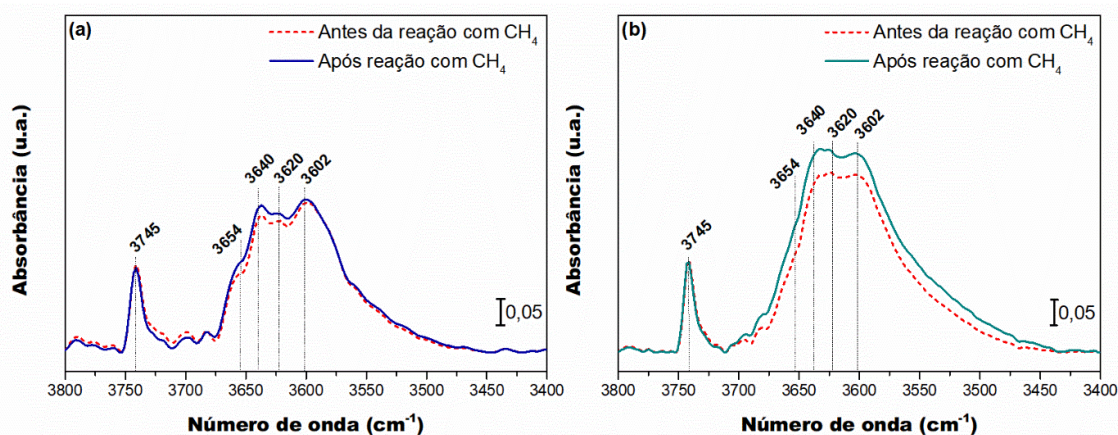 (a)
Antes da reação com CH4
Após reação com CH4
3745
3654
3640
3620
3602
0,05
Absorbância (u.a.)
3800 3750 3700 3650 3600 3550 3500 3450 3400
Número de onda (cm-1)
(b)
Antes da reação com CH4
Após reação com CH4
3745
3654
3640
3620
3602
0,05
Absorbância (u.a.)
3800 3750 3700 3650 3600 3550 3500 3450 3400
Número de onda (cm-1)